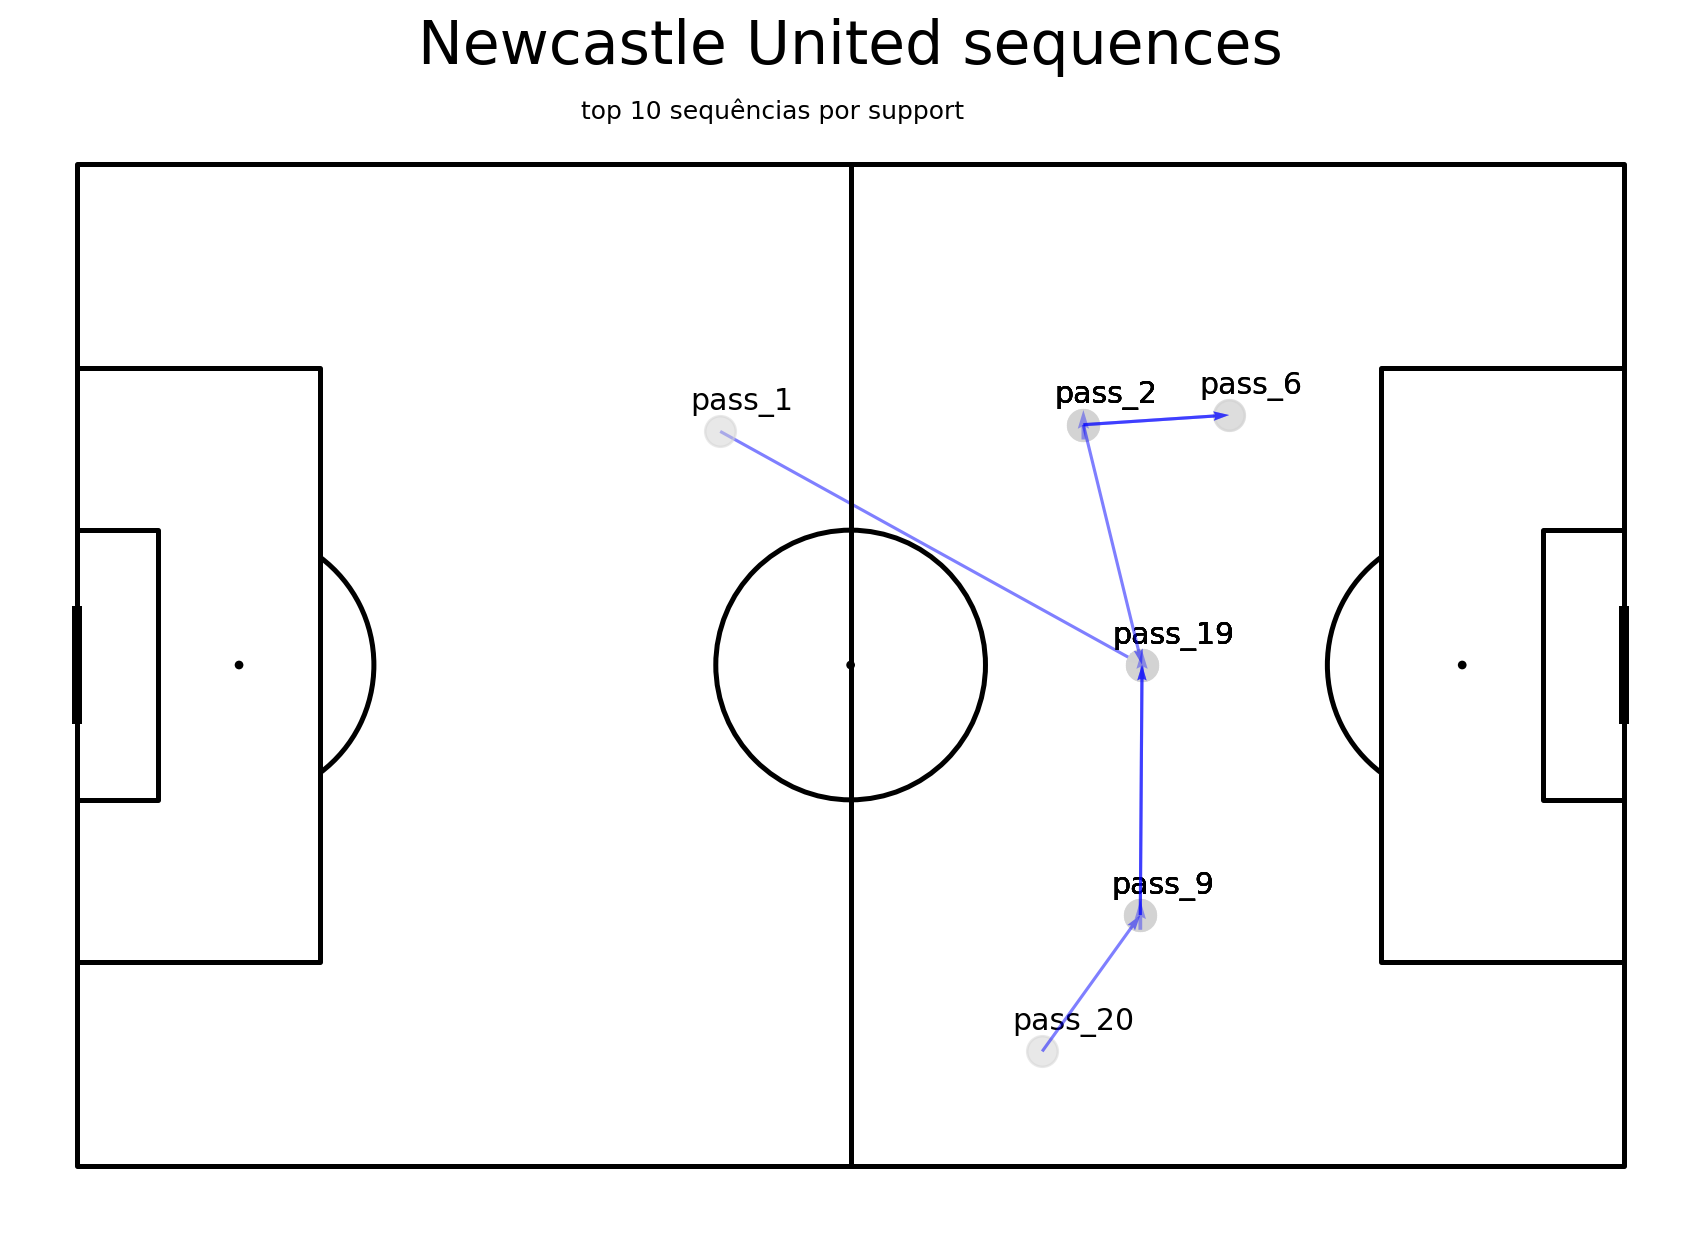 Newcastle United sequences
top 10 sequências por support
pass_1
pass_2
pass_6
pass_19
pass_9
pass_20